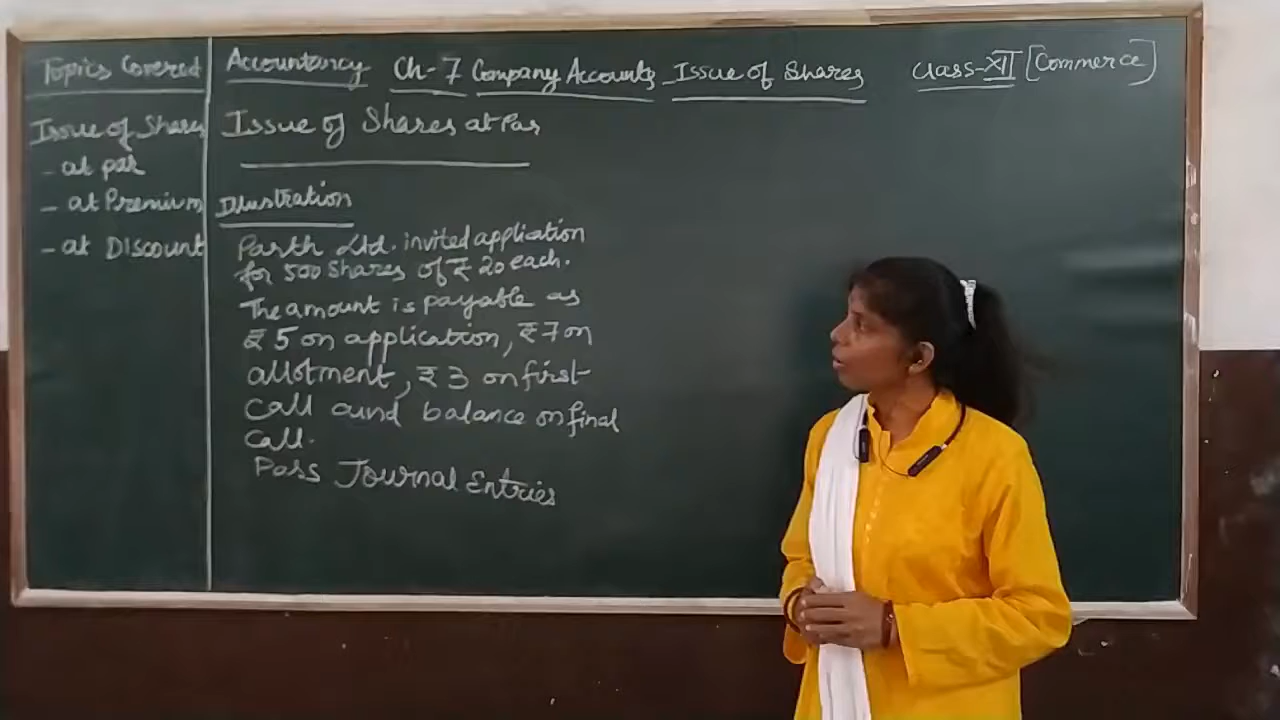 Topics Covered
Issue of Shares
- at par
- at Premium
- at Discount
Accountancy Ch-7 Company Accounts - Issue of Shares Class-XII [Commerce]
Issue of Shares at Par
Illustration
Parth Ltd. invited application
for 500 Shares of ₹ 20 each.
The amount is payable as
₹ 5 on application, ₹ 7 on
allotment, ₹ 3 on first
call and balance on final
call.
Pass Journal Entries